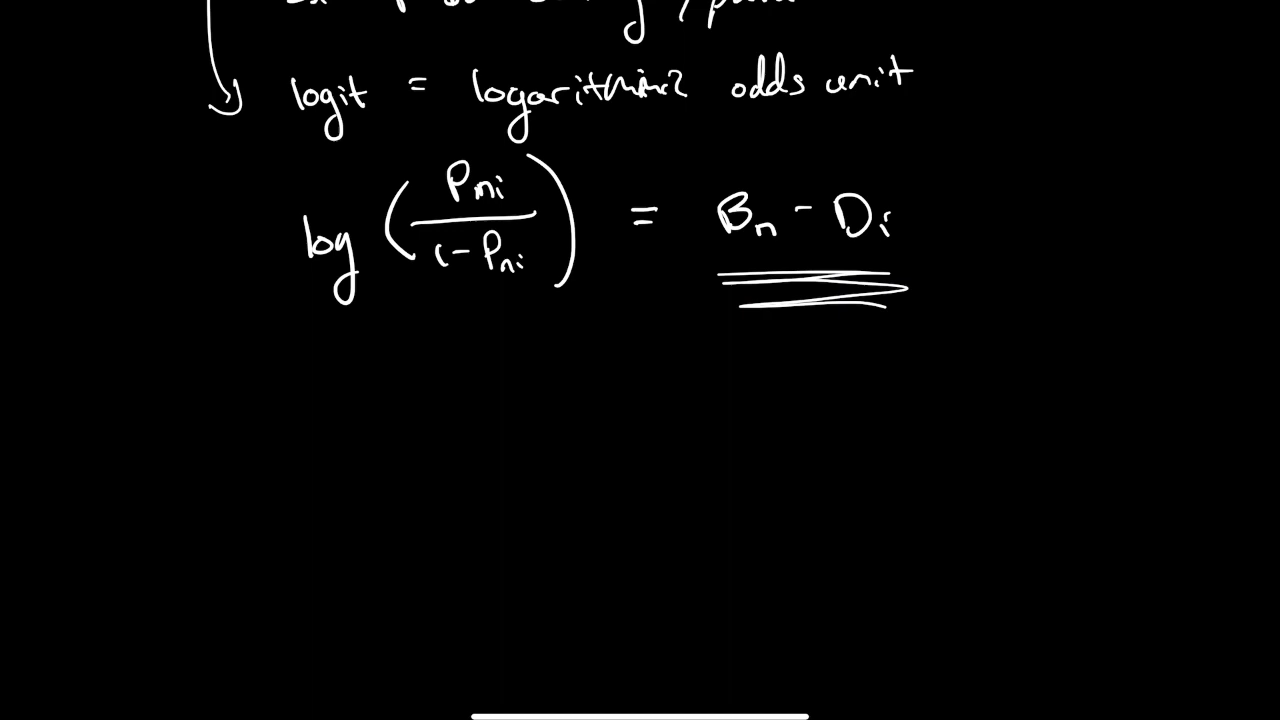 logit = logarithmic odds unit
log (Pni / 1 - Pni) = Bn - Di